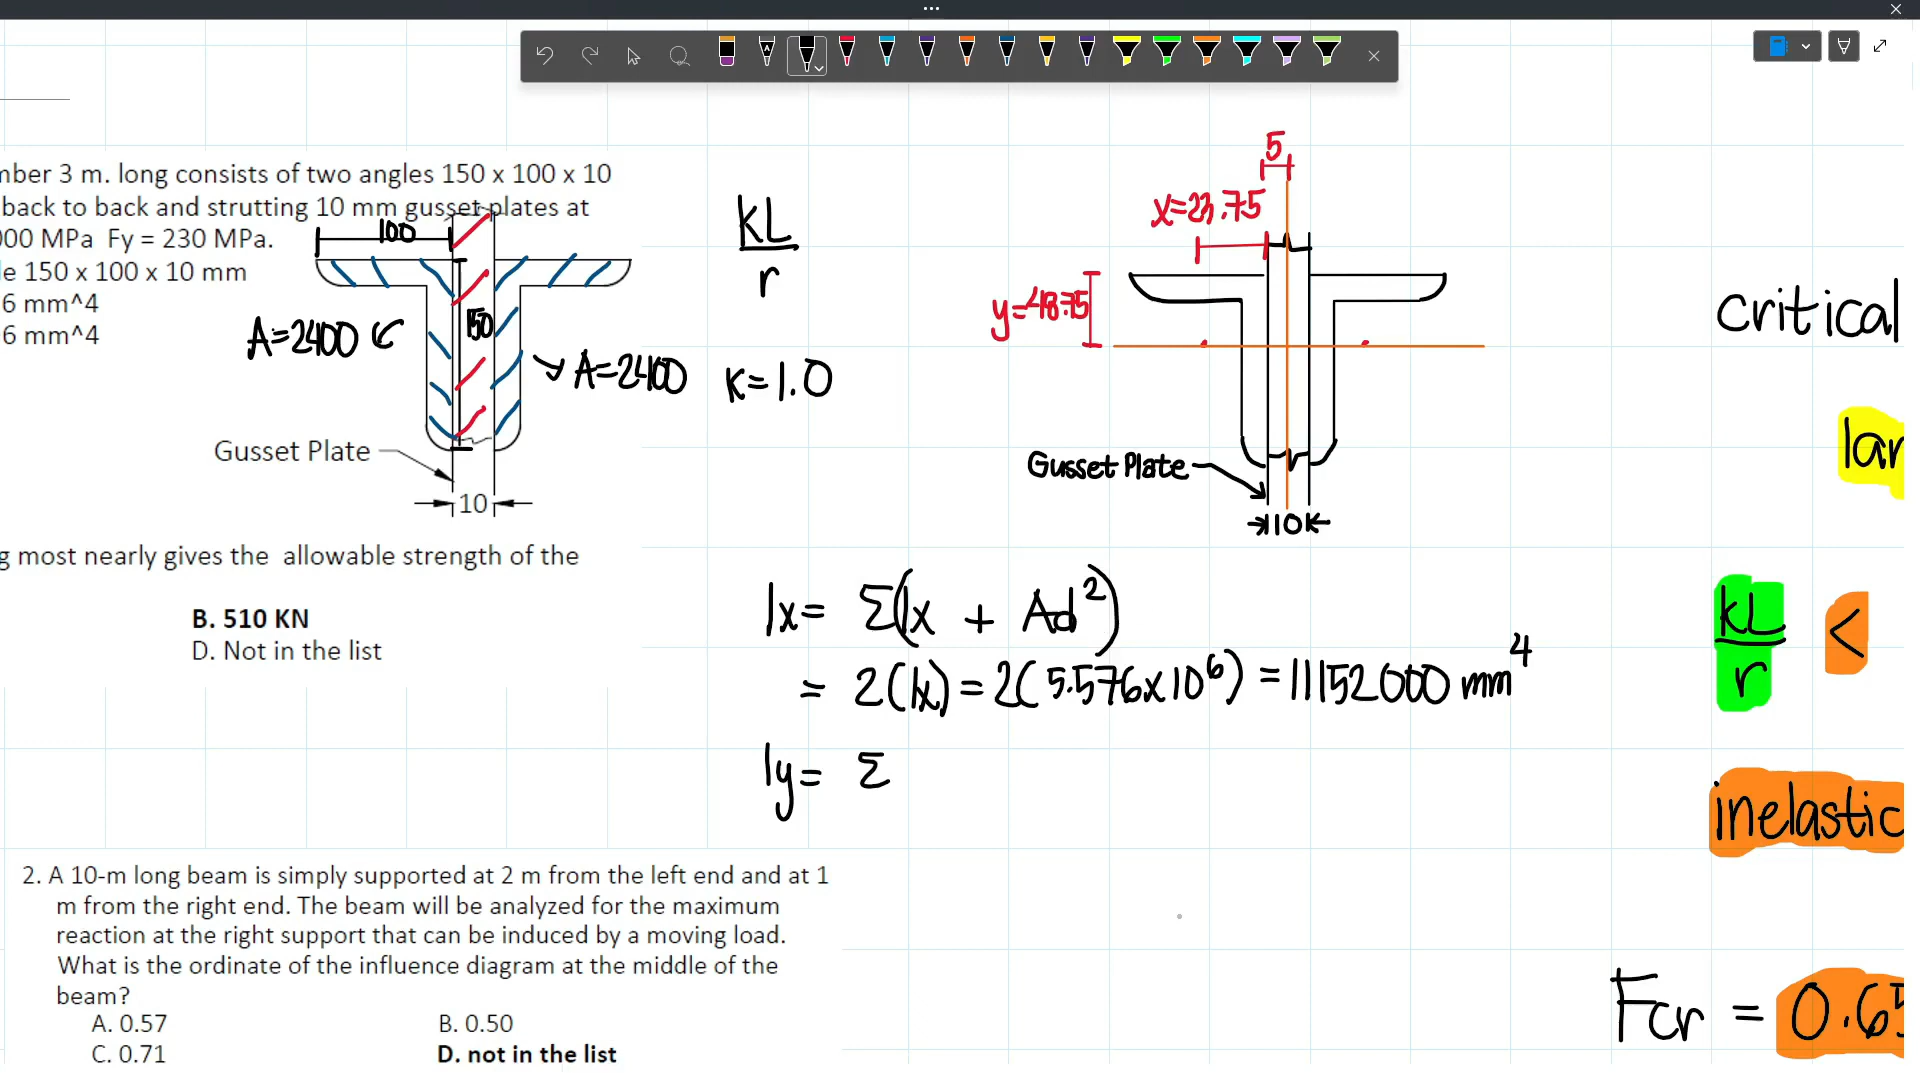 mber 3 m. long consists of two angles 150 x 100 x 10
back to back and strutting 10 mm gusset plates at
000 MPa Fy = 230 MPa.
le 150 x 100 x 10 mm
6 mm^4
6 mm^4
100
150
A=2400
A=2400
Gusset Plate
10
g most nearly gives the allowable strength of the
B. 510 KN
D. Not in the list
kL
r
K=1.0
5
x=23.75
y=48.75
Gusset Plate
10
Ix= Σ(Ix + Ad²)
= 2(Ix) = 2(5.576x10⁶) = 11152000 mm⁴
Iy= Σ
critical
lar
kL
r
<
inelastic
Fcr = 0.65
2. A 10-m long beam is simply supported at 2 m from the left end and at 1
m from the right end. The beam will be analyzed for the maximum
reaction at the right support that can be induced by a moving load.
What is the ordinate of the influence diagram at the middle of the
beam?
A. 0.57
B. 0.50
C. 0.71
D. not in the list